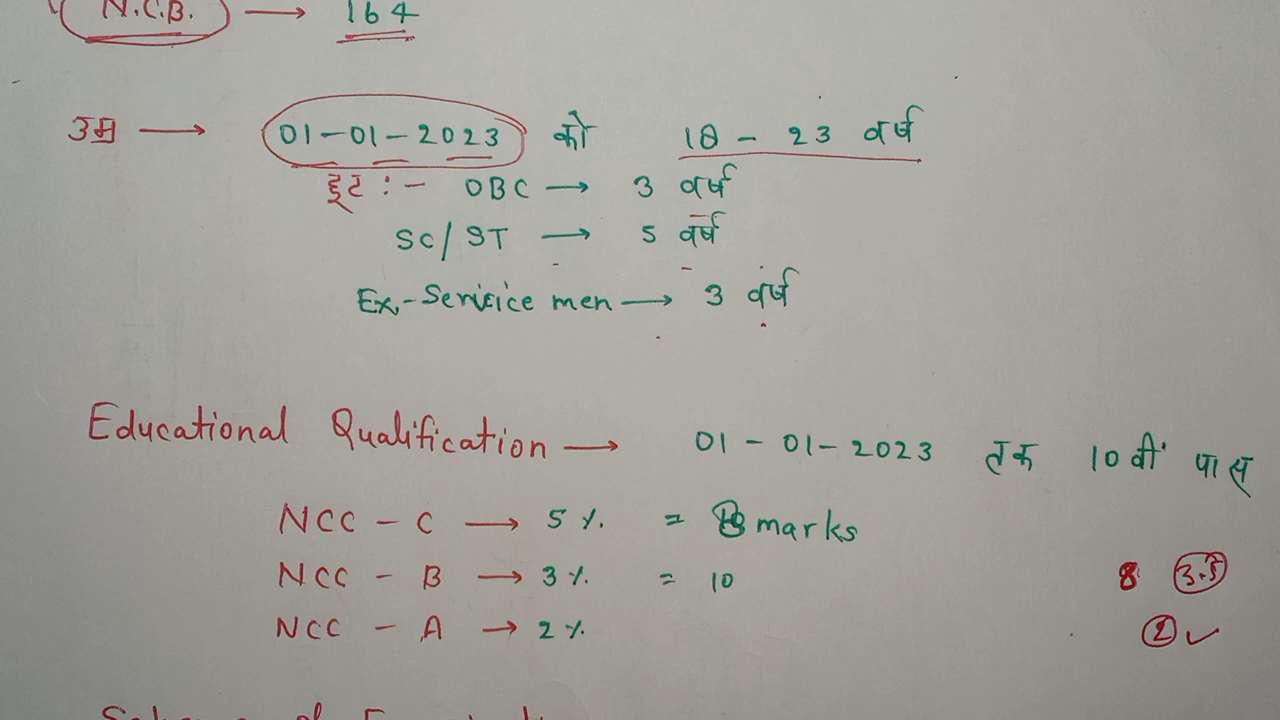 N.C.B. → 164
उम्र → 01-01-2023 को 18 - 23 वर्ष
छूट :- OBC → 3 वर्ष
SC/ST → 5 वर्ष
Ex.-Serivice men → 3 वर्ष
Educational Qualification → 01-01-2023 तक 10वीं पास
NCC - C → 5 %. = marks
NCC - B → 3 %. = 10 8 3.5
NCC - A → 2 %. 2 ✓